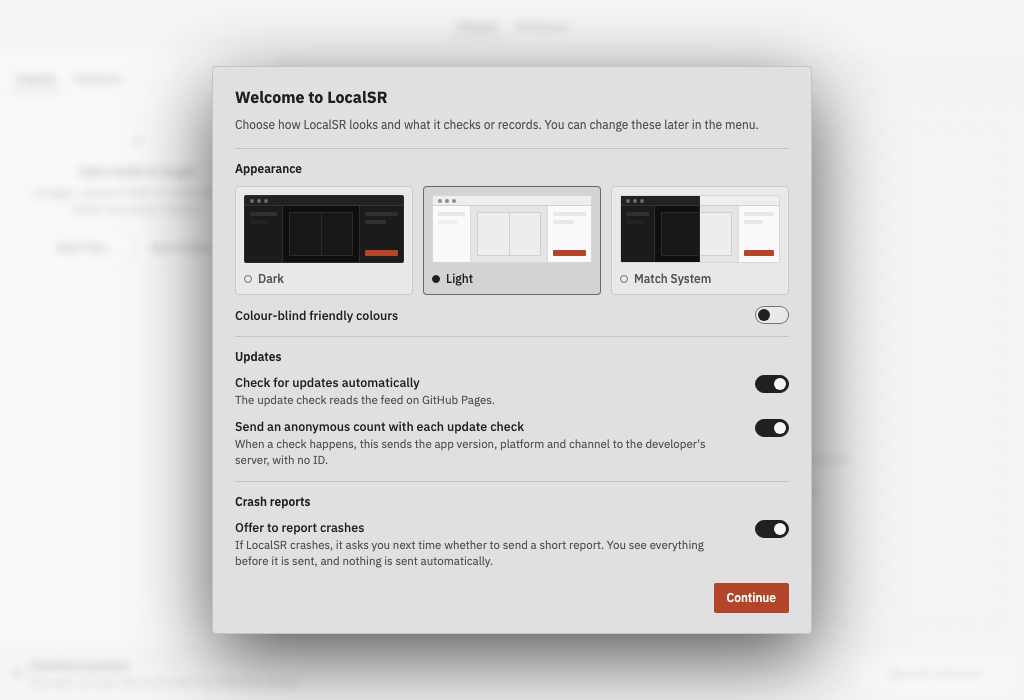 Welcome to LocalSR
Choose how LocalSR looks and what it checks or records. You can change these later in the menu.
Appearance
Dark
Light
Match System
Colour-blind friendly colours
Updates
Check for updates automatically
The update check reads the feed on GitHub Pages.
Send an anonymous count with each update check
When a check happens, this sends the app version, platform and channel to the developer's
server, with no ID.
Crash reports
Offer to report crashes
If LocalSR crashes, it asks you next time whether to send a short report. You see everything
before it is sent, and nothing is sent automatically.
Continue